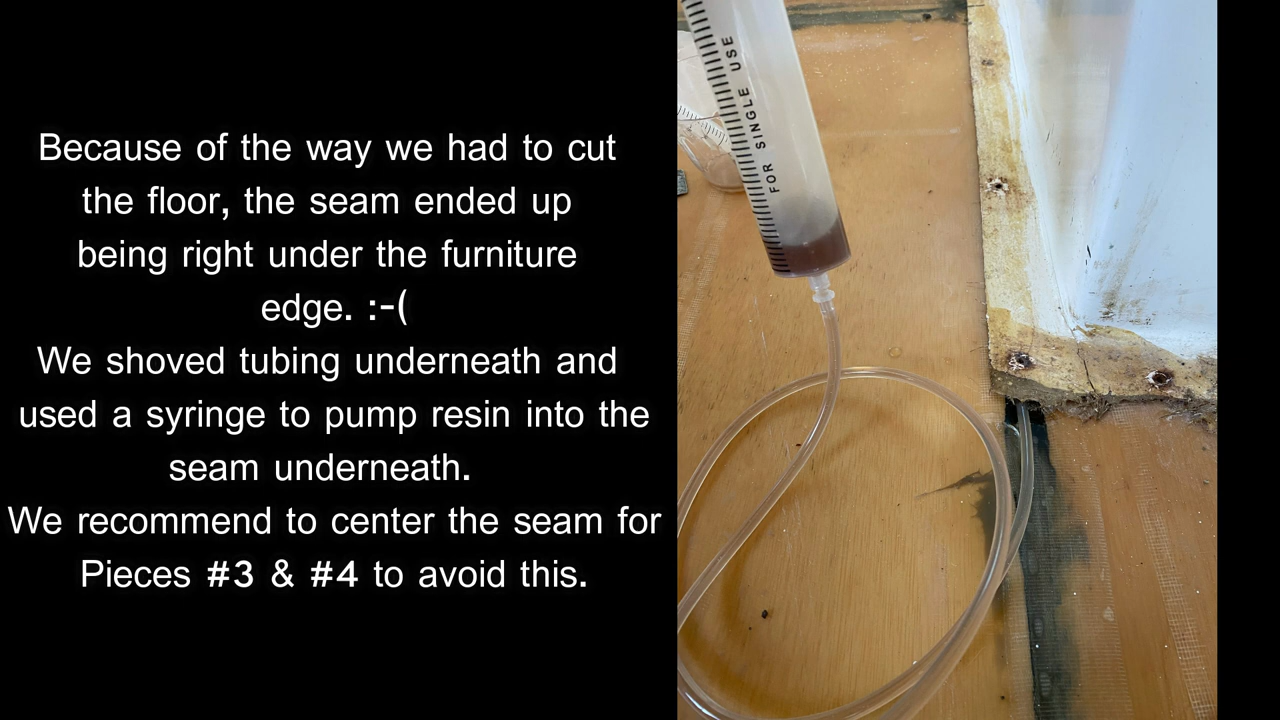 Because of the way we had to cut
the floor, the seam ended up
being right under the furniture
edge. :-(
We shoved tubing underneath and
used a syringe to pump resin into the
seam underneath.
We recommend to center the seam for
Pieces #3 & #4 to avoid this.
FOR SINGLE USE